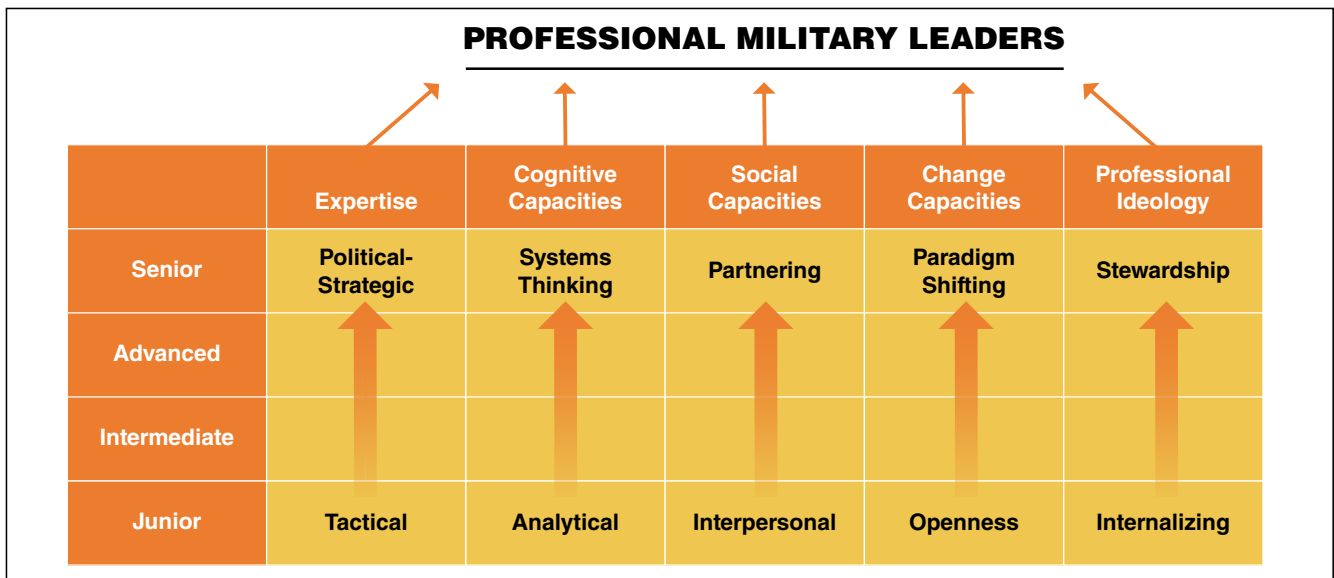 PROFESSIONAL MILITARY LEADERS
Expertise
Cognitive
Capacities
Social
Capacities
Change
Capacities
Professional
Ideology
Senior
Political-
Strategic
Systems
Thinking
Partnering
Paradigm
Shifting
Stewardship
Advanced
Intermediate
Junior
Tactical
Analytical
Interpersonal
Openness
Internalizing